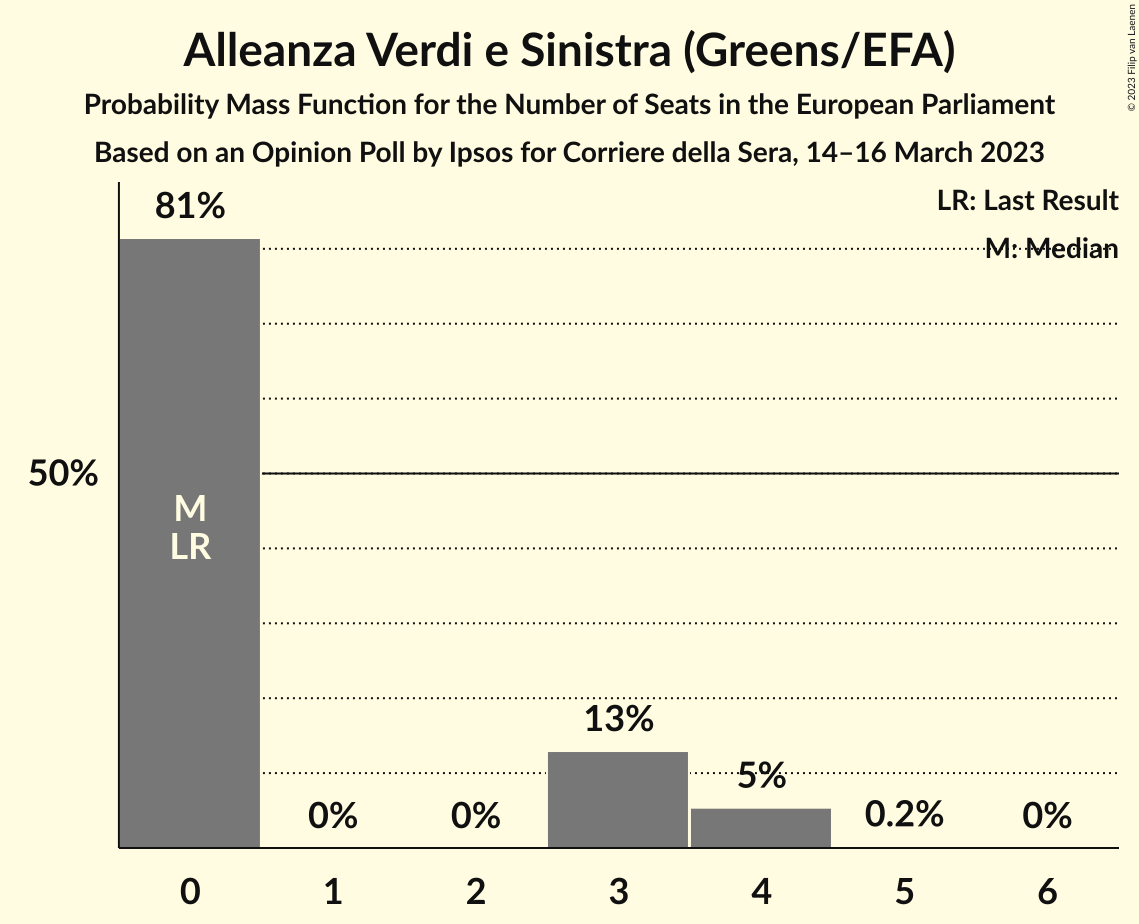 Alleanza Verdi e Sinistra (Greens/EFA)
Probability Mass Function for the Number of Seats in the European Parliament
Based on an Opinion Poll by Ipsos for Corriere della Sera, 14–16 March 2023
© 2023 Filip van Laenen
LR: Last Result
M: Median
81%
50%
M
LR
13%
5%
0%
0%
0.2%
0%
0
1
2
3
4
5
6